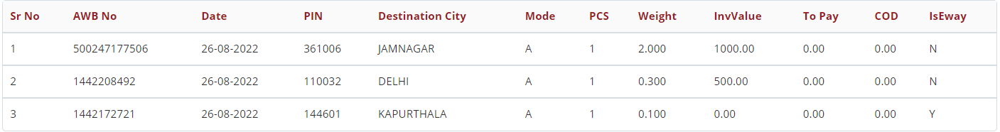 Sr No AWB No Date PIN Destination City Mode PCS Weight InvValue To Pay COD IsEway
1 500247177506 26-08-2022 361006 JAMNAGAR A 1 2.000 1000.00 0.00 0.00 N
2 1442208492 26-08-2022 110032 DELHI A 1 0.300 500.00 0.00 0.00 N
3 1442172721 26-08-2022 144601 KAPURTHALA A 1 0.100 0.00 0.00 0.00 Y